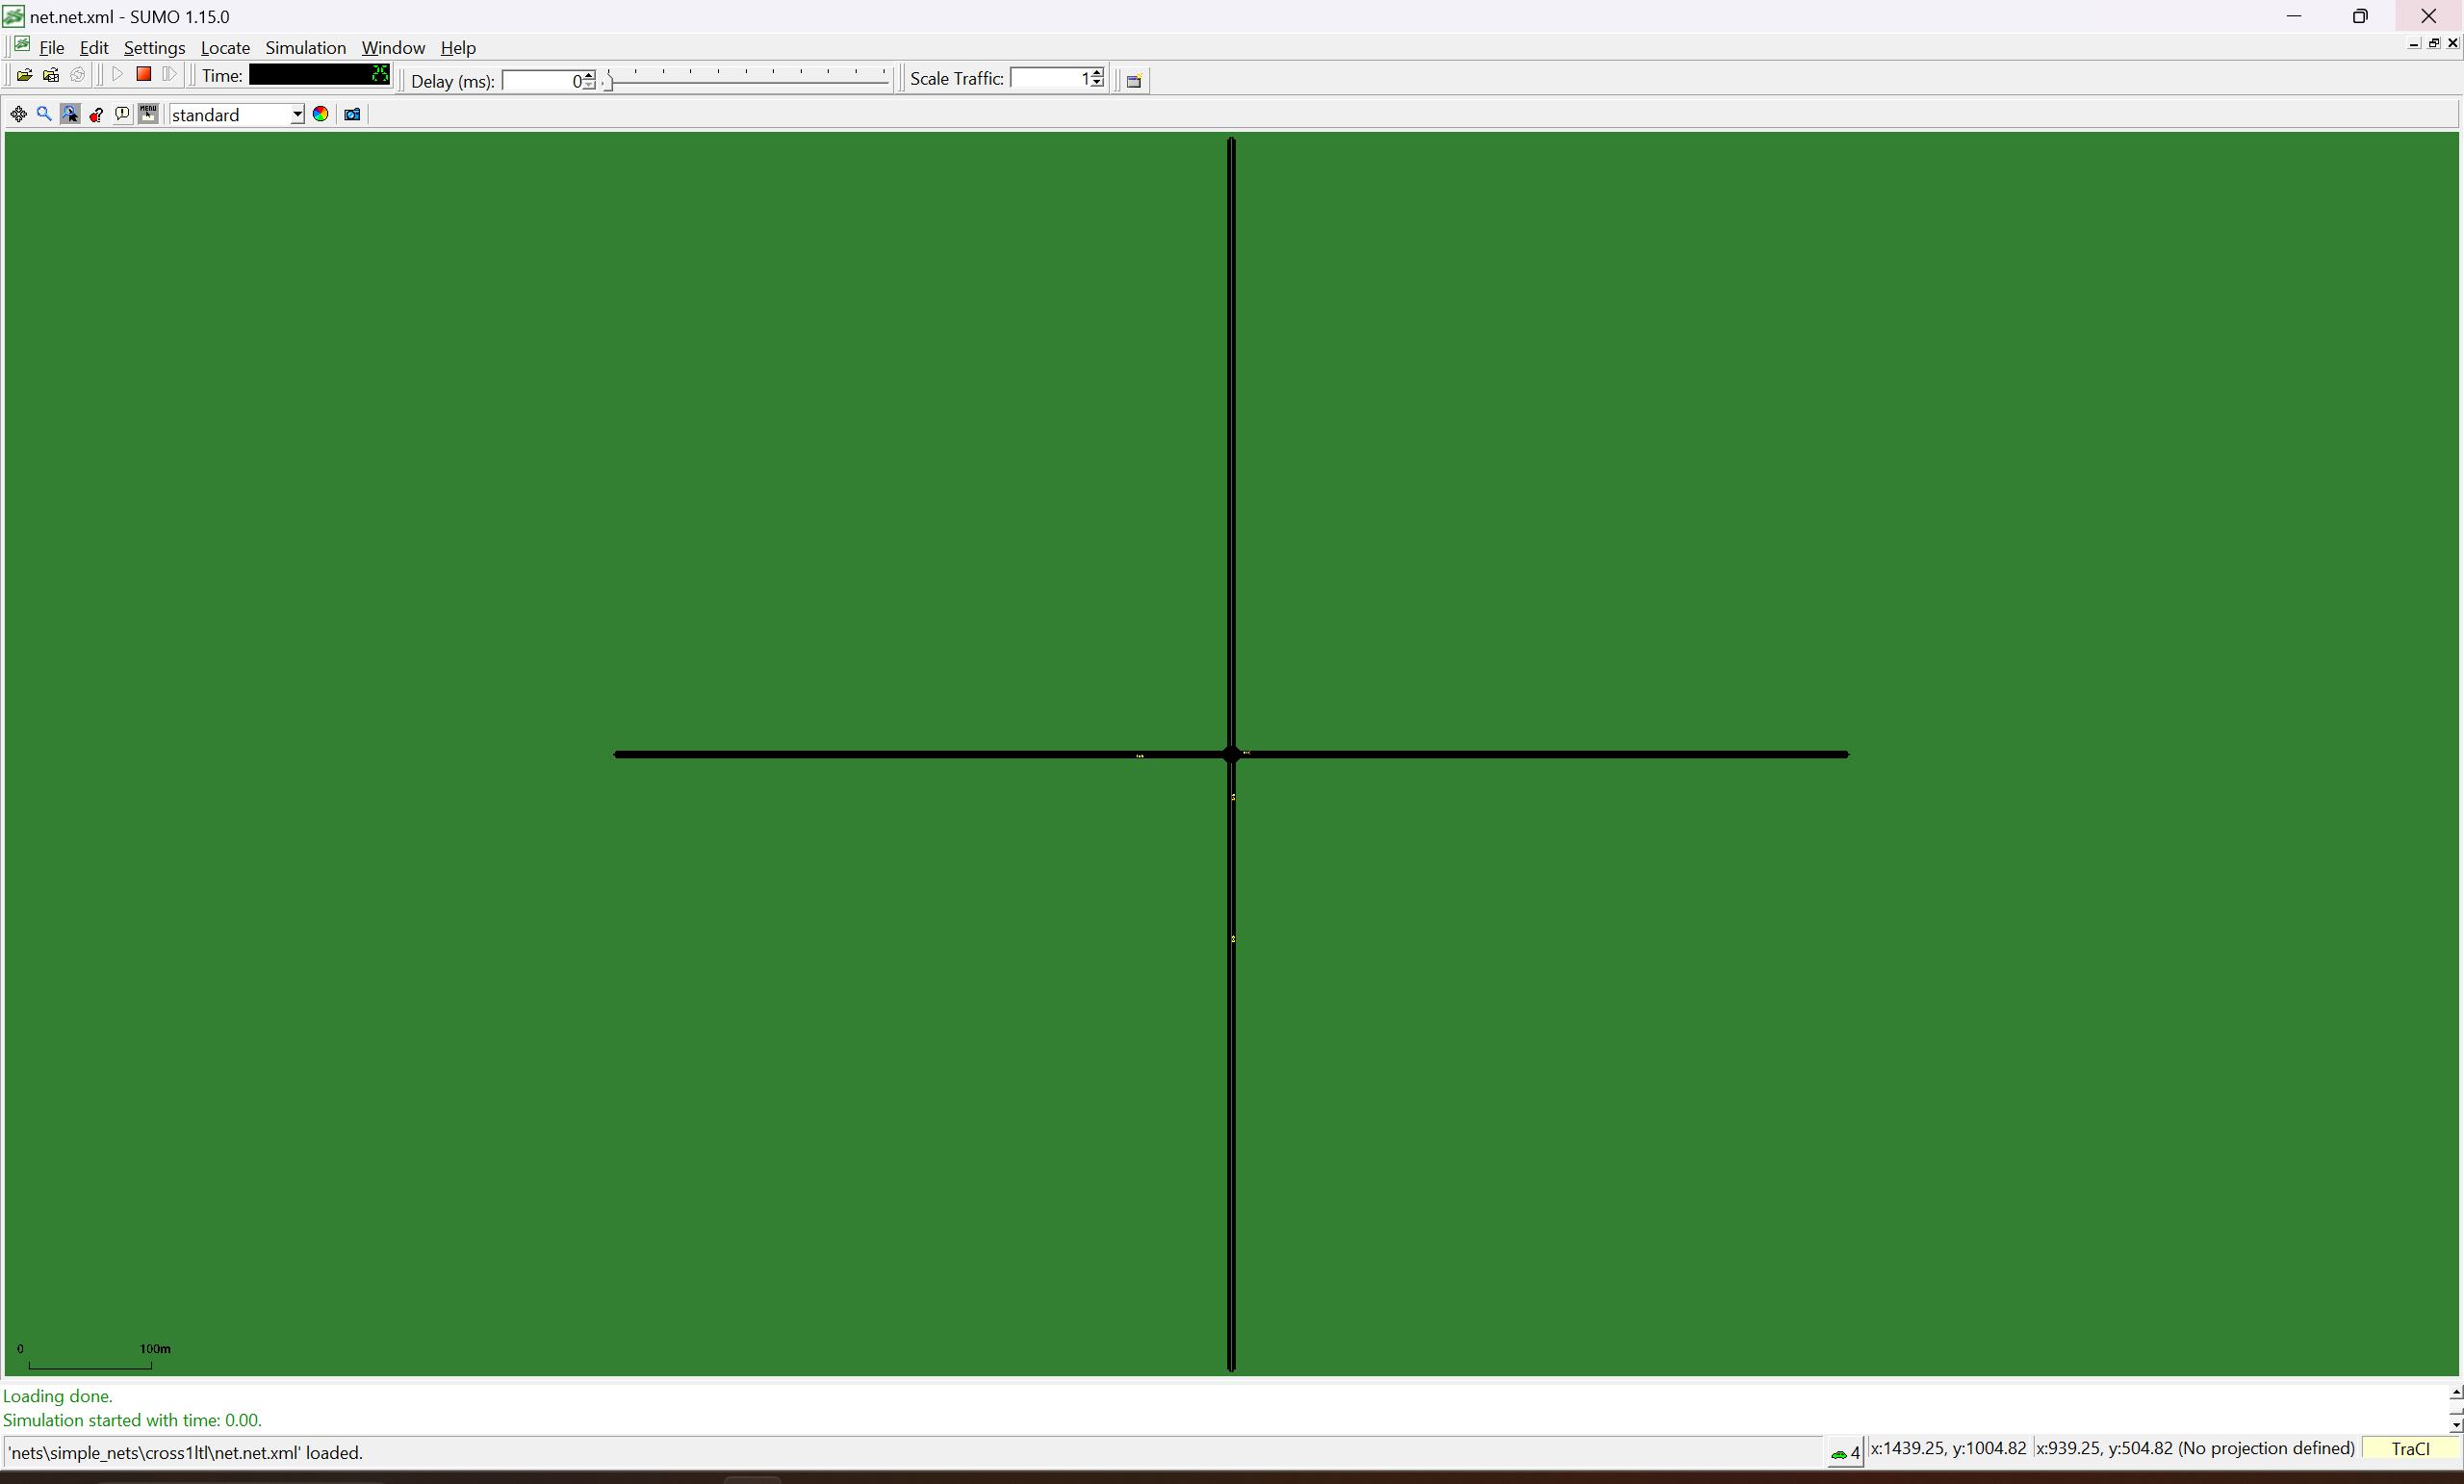 net.net.xml - SUMO 1.15.0
File Edit Settings Locate Simulation Window Help
Time: 25 Delay (ms): 0 Scale Traffic: 1
MENU standard
0 100m
Loading done.
Simulation started with time: 0.00.
'nets\simple_nets\cross1ltl\net.net.xml' loaded. 4 x:1439.25, y:1004.82 x:939.25, y:504.82 (No projection defined) TraCI